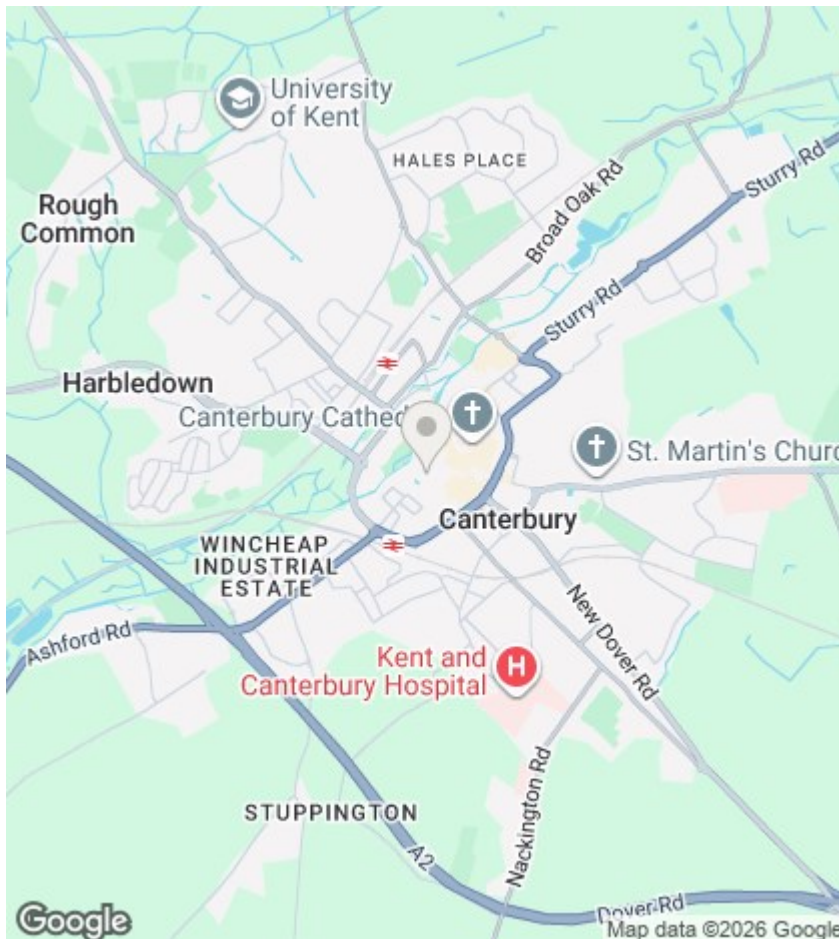 University
of Kent
HALES PLACE
Sturry Rd
Broad Oak Rd
Rough
Common
Sturry Rd
Harbledown
Canterbury Cathed
St. Martin's Churc
Canterbury
WINCHEAP
INDUSTRIAL
ESTATE
New Dover Rd
Ashford Rd
Kent and
Canterbury Hospital
H
Nackington Rd
STUPPINGTON
A2
Dover Rd
Google
Map data ©2026 Google